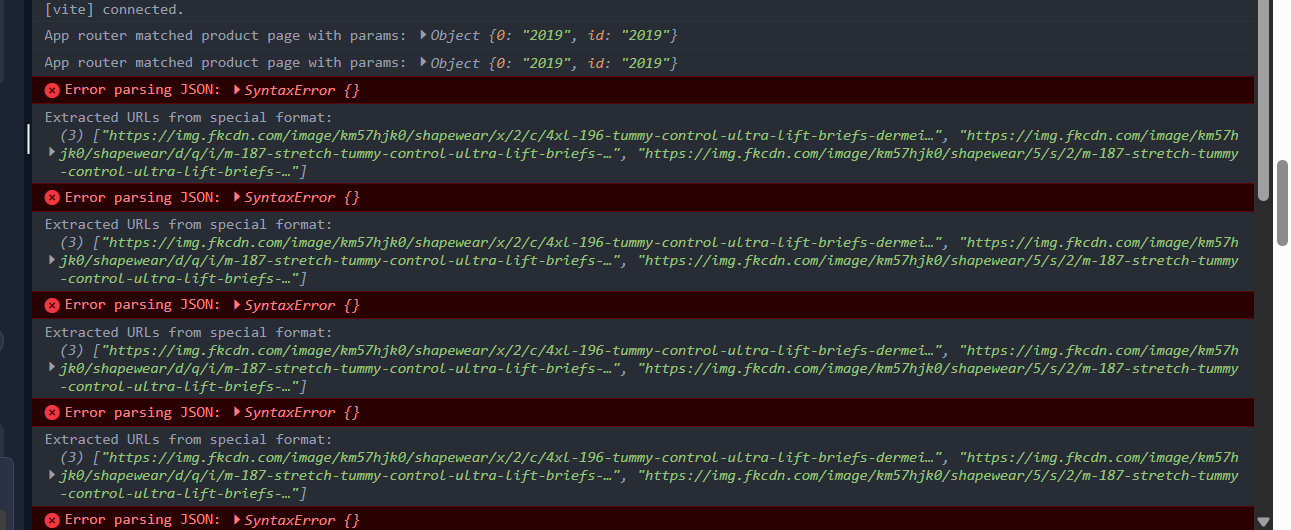 [vite] connected.
App router matched product page with params: Object {0: "2019", id: "2019"}
App router matched product page with params: Object {0: "2019", id: "2019"}
Error parsing JSON: SyntaxError {}
Extracted URLs from special format:
(3) ["https://img.fkcdn.com/image/km57hjk0/shapewear/x/2/c/4xl-196-tummy-control-ultra-lift-briefs-dermei…", "https://img.fkcdn.com/image/km57h
jk0/shapewear/d/q/i/m-187-stretch-tummy-control-ultra-lift-briefs-…", "https://img.fkcdn.com/image/km57hjk0/shapewear/5/s/2/m-187-stretch-tummy
-control-ultra-lift-briefs-…"]
Error parsing JSON: SyntaxError {}
Extracted URLs from special format:
(3) ["https://img.fkcdn.com/image/km57hjk0/shapewear/x/2/c/4xl-196-tummy-control-ultra-lift-briefs-dermei…", "https://img.fkcdn.com/image/km57h
jk0/shapewear/d/q/i/m-187-stretch-tummy-control-ultra-lift-briefs-…", "https://img.fkcdn.com/image/km57hjk0/shapewear/5/s/2/m-187-stretch-tummy
-control-ultra-lift-briefs-…"]
Error parsing JSON: SyntaxError {}
Extracted URLs from special format:
(3) ["https://img.fkcdn.com/image/km57hjk0/shapewear/x/2/c/4xl-196-tummy-control-ultra-lift-briefs-dermei…", "https://img.fkcdn.com/image/km57h
jk0/shapewear/d/q/i/m-187-stretch-tummy-control-ultra-lift-briefs-…", "https://img.fkcdn.com/image/km57hjk0/shapewear/5/s/2/m-187-stretch-tummy
-control-ultra-lift-briefs-…"]
Error parsing JSON: SyntaxError {}
Extracted URLs from special format:
(3) ["https://img.fkcdn.com/image/km57hjk0/shapewear/x/2/c/4xl-196-tummy-control-ultra-lift-briefs-dermei…", "https://img.fkcdn.com/image/km57h
jk0/shapewear/d/q/i/m-187-stretch-tummy-control-ultra-lift-briefs-…", "https://img.fkcdn.com/image/km57hjk0/shapewear/5/s/2/m-187-stretch-tummy
-control-ultra-lift-briefs-…"]
Error parsing JSON: SyntaxError {}